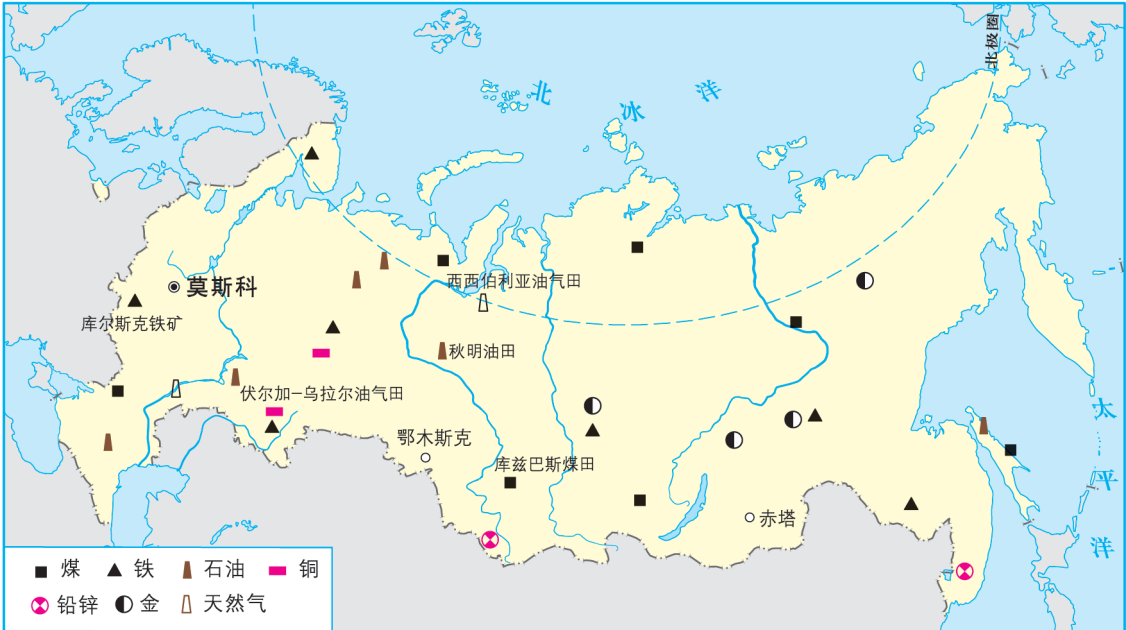 北极圈
北冰洋
莫斯科
西西伯利亚油气田
库尔斯克铁矿
秋明油田
伏尔加－乌拉尔油气田
鄂木斯克
库兹巴斯煤田
赤塔
太平洋
煤 铁 石油 铜
铅锌 金 天然气